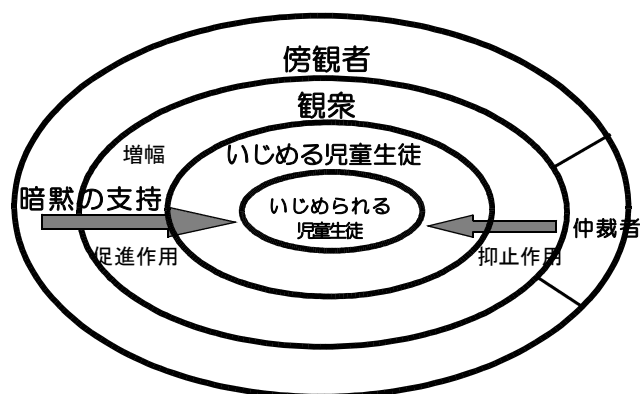 傍観者
観衆
増幅
いじめる児童生徒
暗黙の支持
いじめられる
児童生徒
仲裁者
促進作用
抑止作用